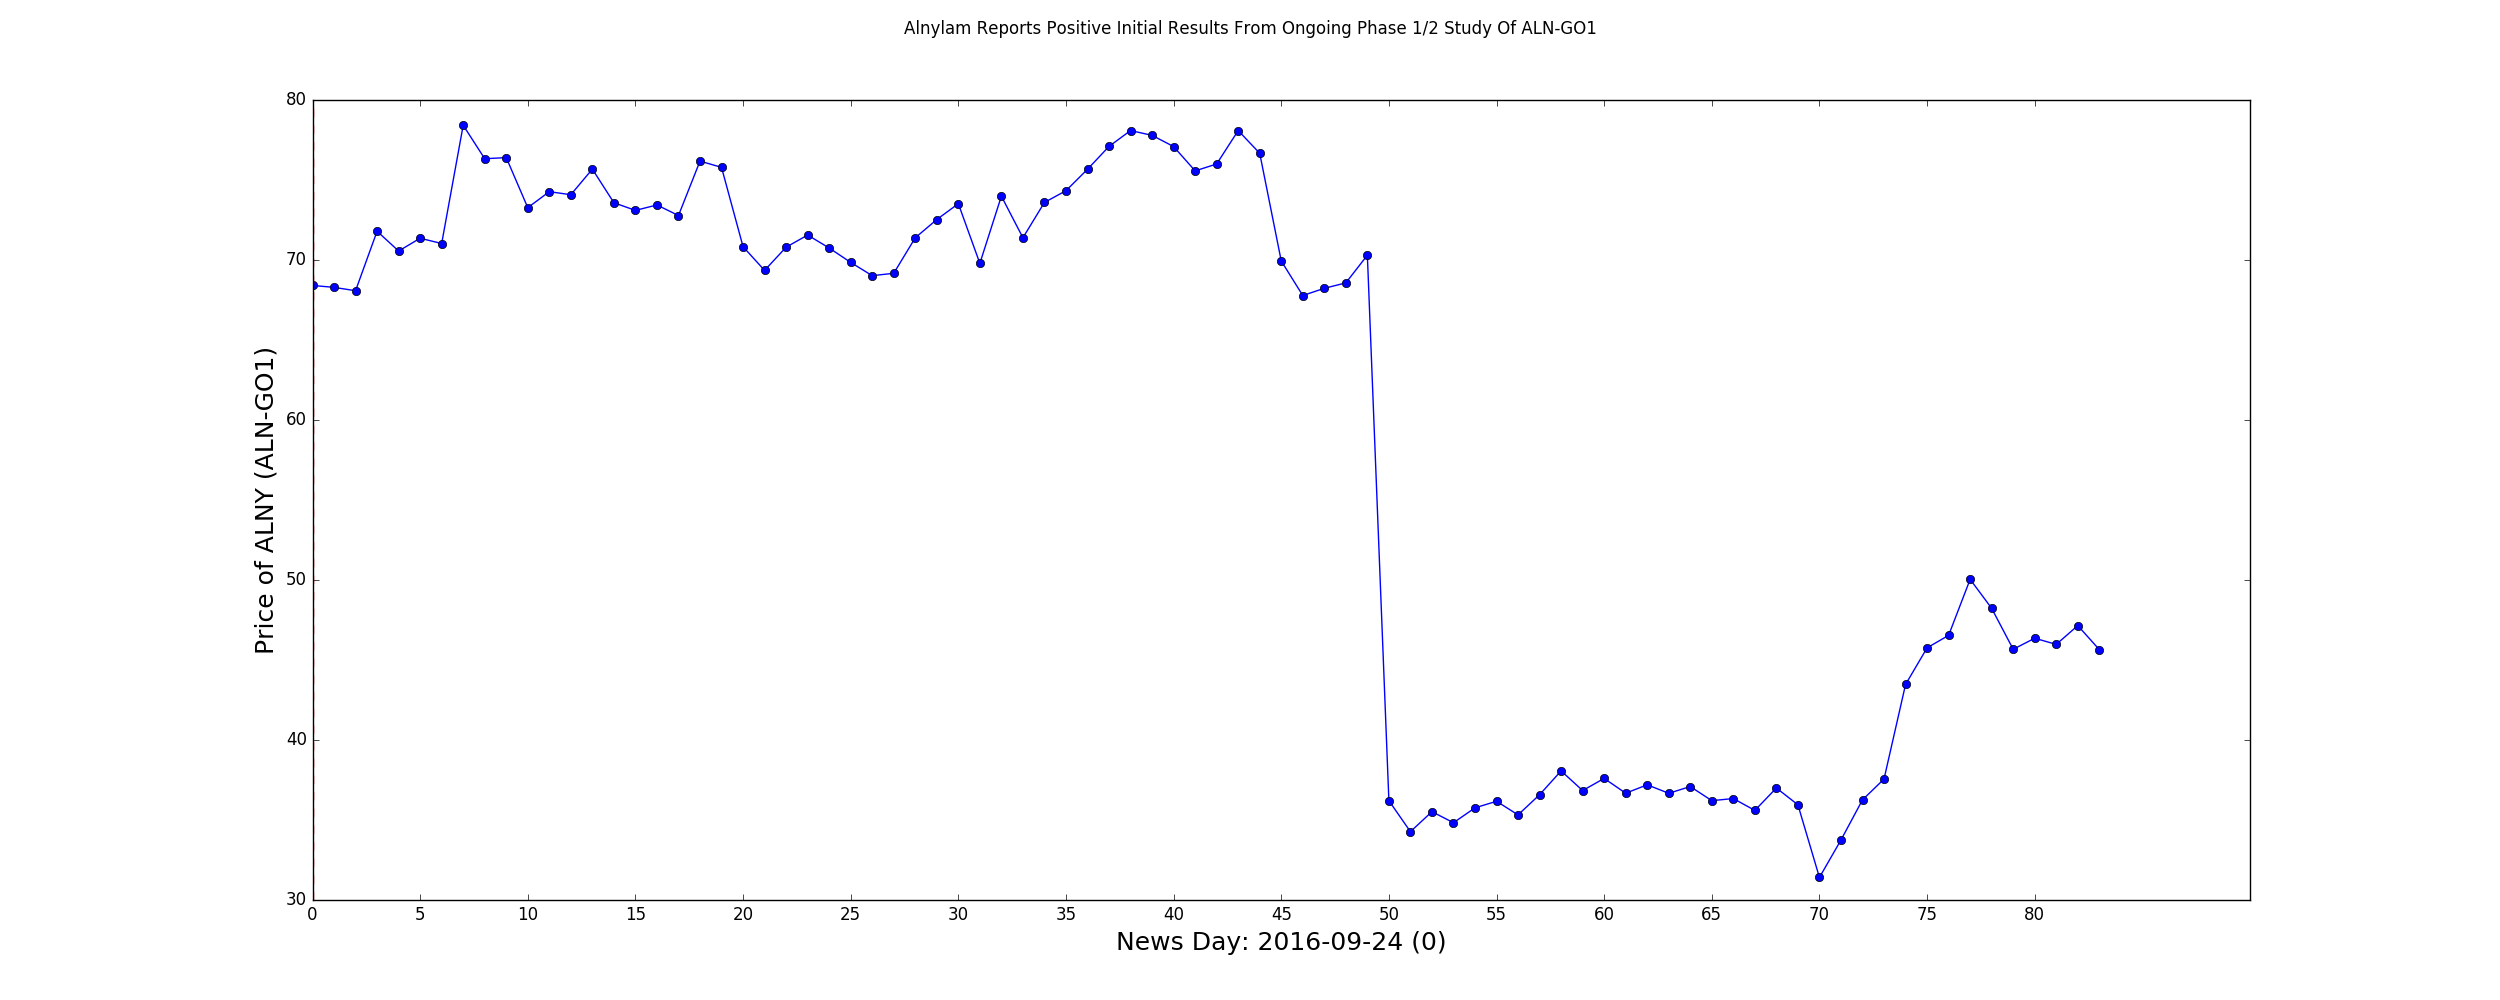 Alnylam Reports Positive Initial Results From Ongoing Phase 1/2 Study Of ALN-GO1
80
70
60
50
40
30
Price of ALNY (ALN-GO1)
0 5 10 15 20 25 30 35 40 45 50 55 60 65 70 75 80
News Day: 2016-09-24 (0)